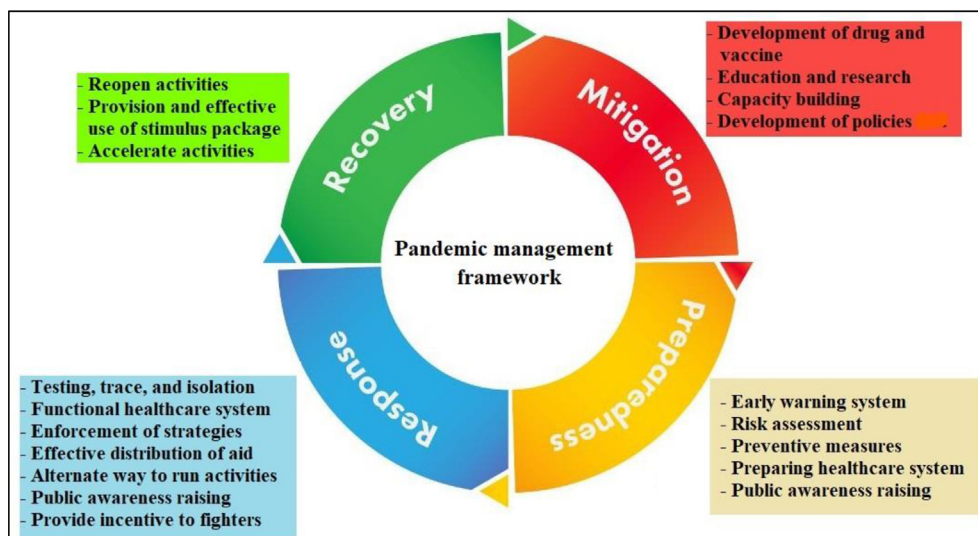 - Reopen activities
- Provision and effective
use of stimulus package
- Accelerate activities
- Development of drug and
vaccine
- Education and research
- Capacity building
- Development of policies .
Recovery
Mitigation
Pandemic management
framework
Response
Preparedness
- Testing, trace, and isolation
- Functional healthcare system
- Enforcement of strategies
- Effective distribution of aid
- Alternate way to run activities
- Public awareness raising
- Provide incentive to fighters
- Early warning system
- Risk assessment
- Preventive measures
- Preparing healthcare system
- Public awareness raising